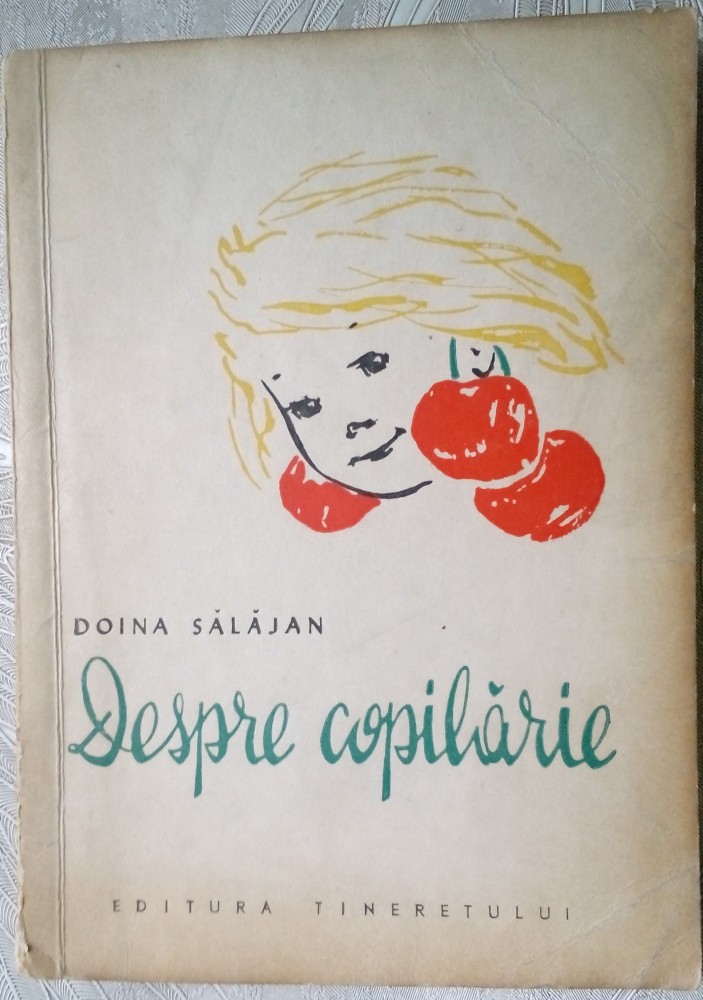 DOINA SĂLĂJAN
Despre copilărie
EDITURA TINERETULUI